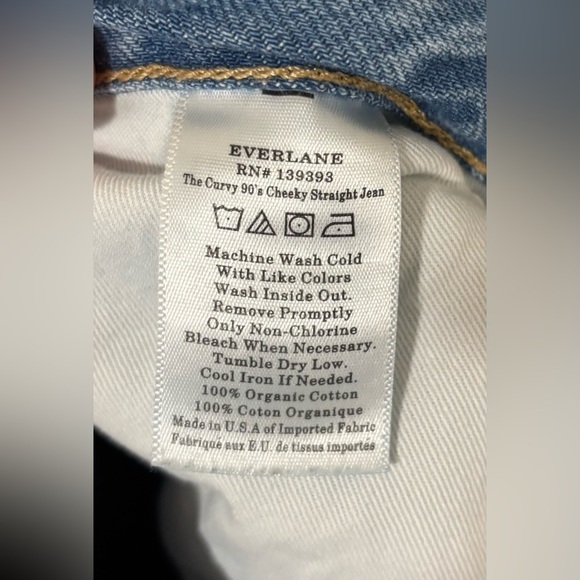 EVERLANE
RN# 139393
The Curvy 90's Cheeky Straight Jean
Machine Wash Cold
With Like Colors
Wash Inside Out.
Remove Promptly
Only Non-Chlorine
Bleach When Necessary.
Tumble Dry Low.
Cool Iron If Needed.
100% Organic Cotton
100% Coton Organique
Made in U.S.A of Imported Fabric
Fabriqué aux E.U. de tissus importés